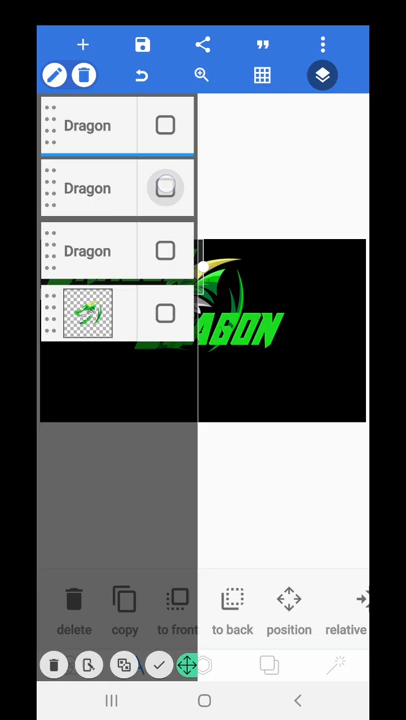 Dragon
Dragon
Dragon
DRAGON
delete
copy
to front
to back
position
relative